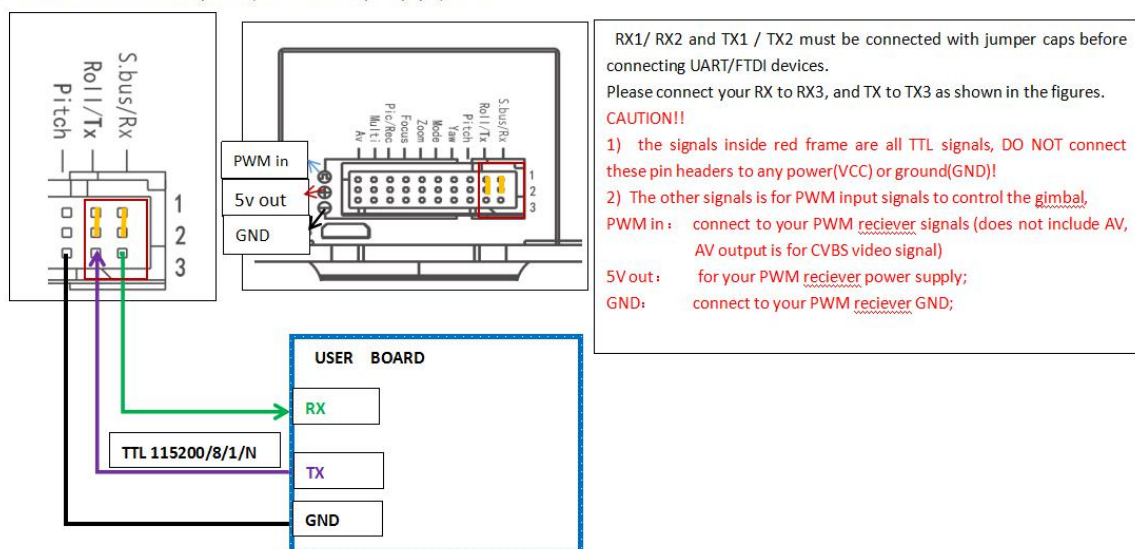 Pitch
Roll/Tx
S.bus/Rx
1
2
3
PWM in
5v out
GND
Av
Multi
Pic/Rec
Focus
Zoom
Mode
Yaw
Pitch
Roll/Tx
S.bus/Rx
1
2
3
RX1/ RX2 and TX1 / TX2 must be connected with jumper caps before
connecting UART/FTDI devices.
Please connect your RX to RX3, and TX to TX3 as shown in the figures.
CAUTION!!
1) the signals inside red frame are all TTL signals, DO NOT connect
these pin headers to any power(VCC) or ground(GND)!
2) The other signals is for PWM input signals to control the gimbal,
PWM in： connect to your PWM reciever signals (does not include AV,
AV output is for CVBS video signal)
5V out： for your PWM reciever power supply;
GND： connect to your PWM reciever GND;
USER BOARD
RX
TTL 115200/8/1/N
TX
GND